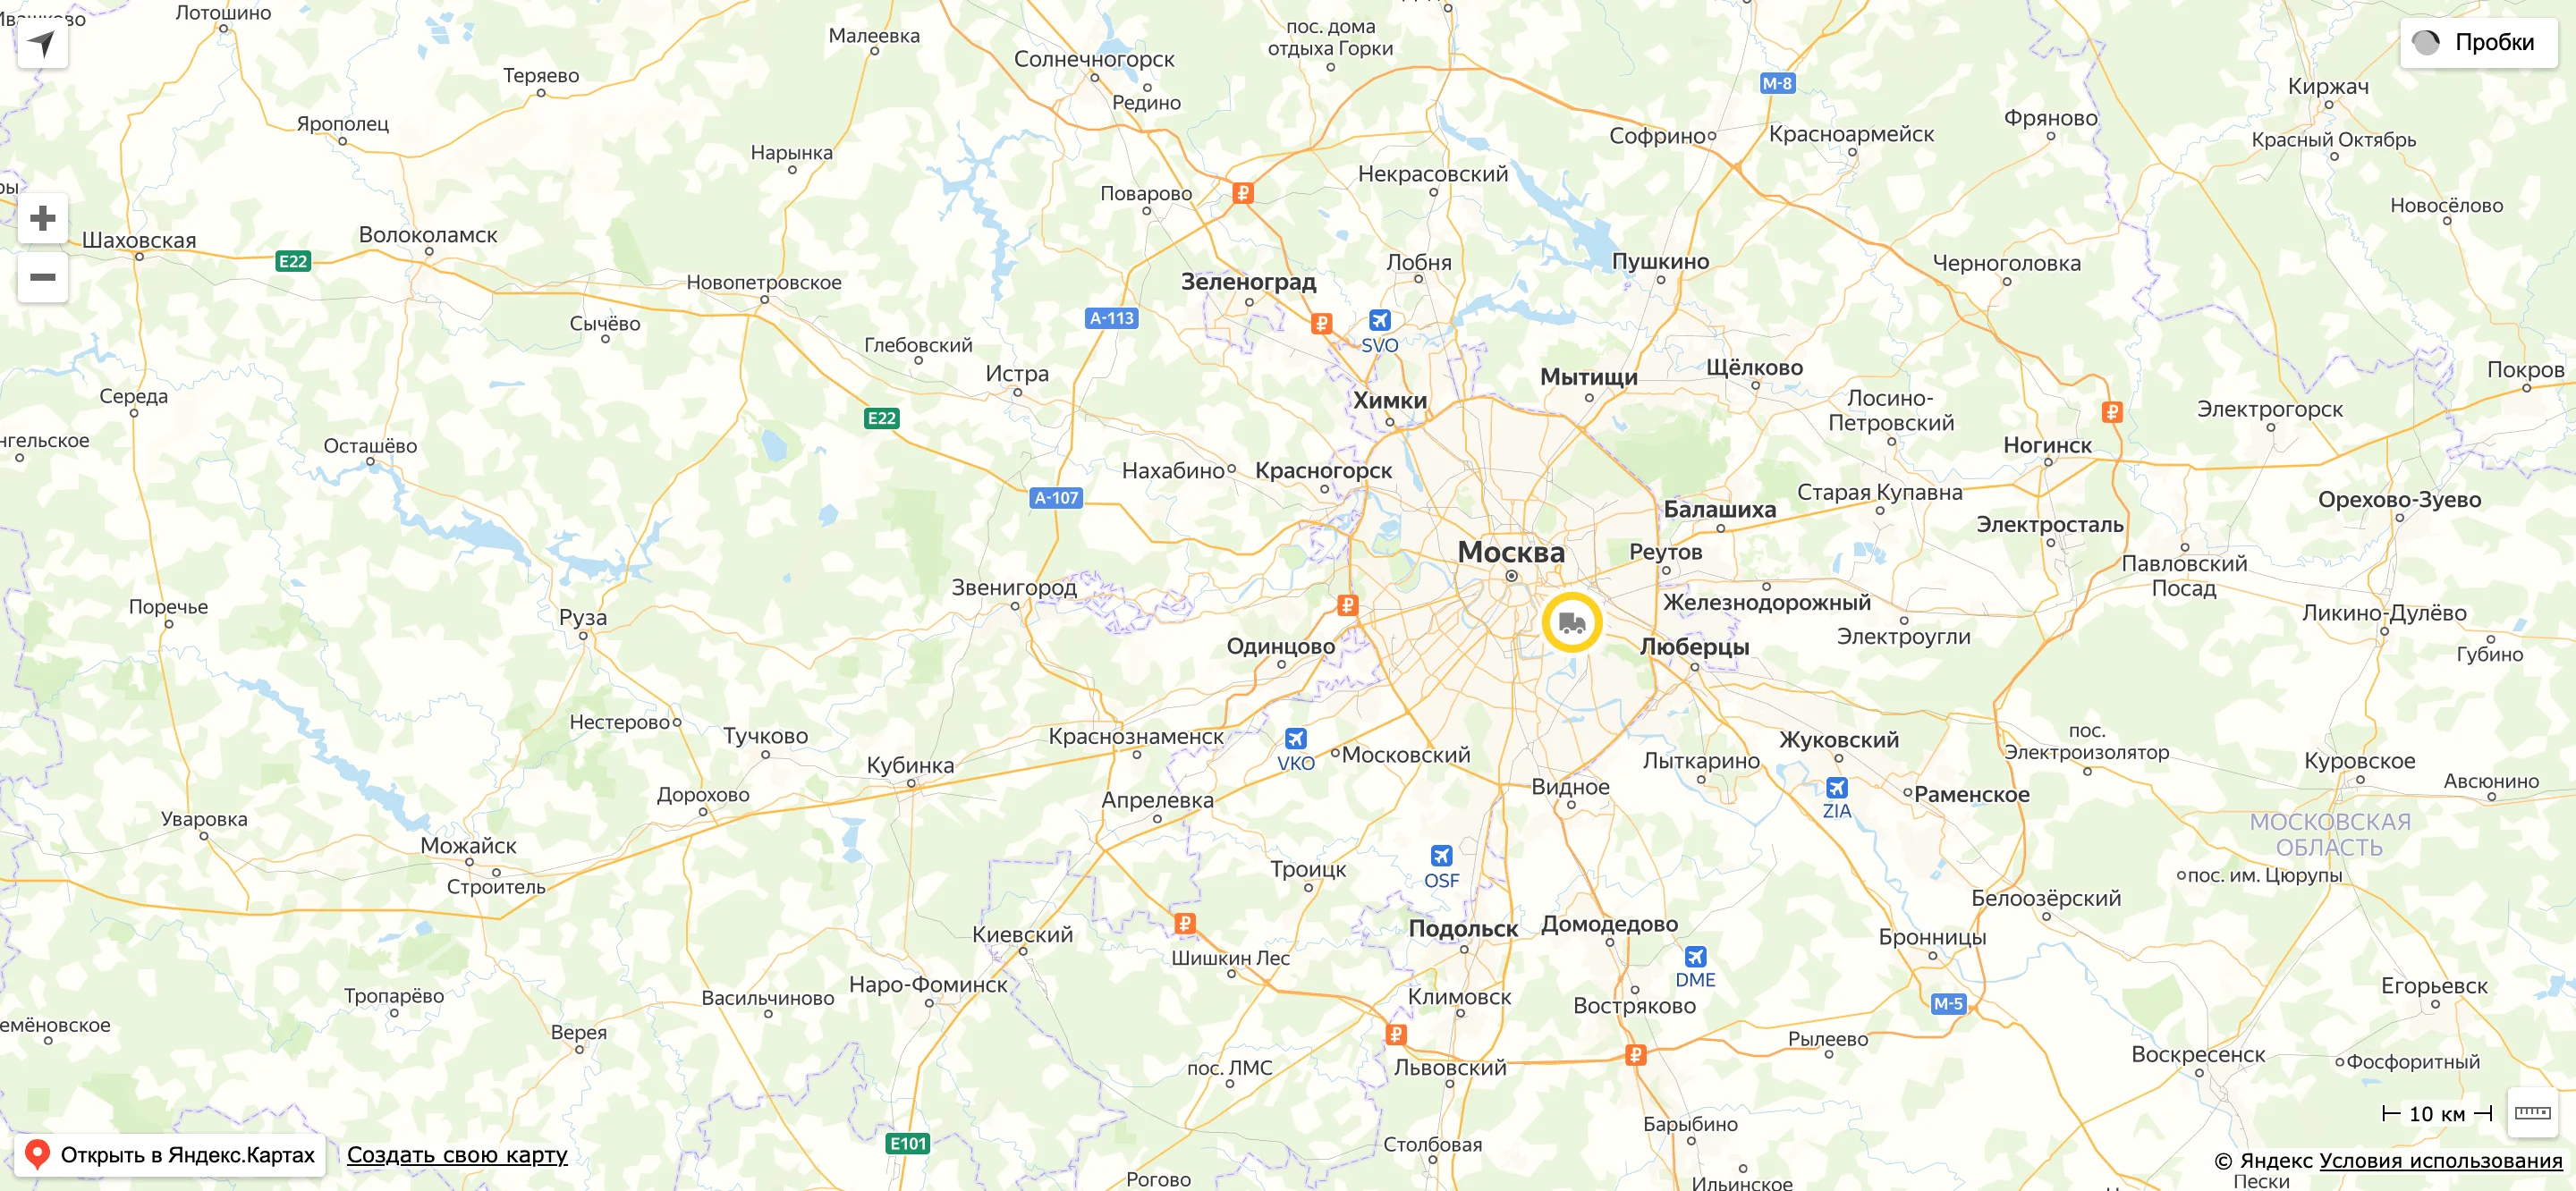 Лотошино
Малеевка
Солнечногорск
пос. дома
отдыха Горки
Пробки
М-8
Теряево
Редино
Киржач
Ярополец
Нарынка
Софрино
Красноармейск
Фряново
Красный Октябрь
Поварово
Некрасовский
Новосёлово
Шаховская
E22
Волоколамск
Новопетровское
Зеленоград
Лобня
Пушкино
Черноголовка
Сычёво
Глебовский
А-113
SVO
Истра
Химки
Мытищи
Щёлково
Покров
Середа
E22
Лосино-
Петровский
Электрогорск
Осташёво
Нахабино
Красногорск
Ногинск
А-107
Старая Купавна
Орехово-Зуево
Балашиха
Электросталь
Москва
Реутов
Павловский
Посад
Звенигород
Железнодорожный
Поречье
Руза
Ликино-Дулёво
Одинцово
Люберцы
Электроугли
Губино
Нестерово
Тучково
Краснознаменск
VKO
Московский
Лыткарино
Жуковский
пос.
Электроизолятор
Кубинка
Куровское
Авсюнино
Дорохово
Апрелевка
Видное
ZIA
Раменское
Уваровка
МОСКОВСКАЯ
ОБЛАСТЬ
Можайск
Строитель
Троицк
OSF
пос. им. Цюрупы
Белоозёрский
Киевский
Подольск
Домодедово
Бронницы
Шишкин Лес
DME
Тропарёво
Васильчиново
Наро-Фоминск
Климовск
Востряково
М-5
Егорьевск
Верея
Рылеево
Воскресенск
Фосфоритный
пос. ЛМС
Львовский
10 км
E101
Столбовая
Барыбино
Открыть в Яндекс.Картах
Создать свою карту
© Яндекс Условия использования
Рогово
Ильинское
Пески